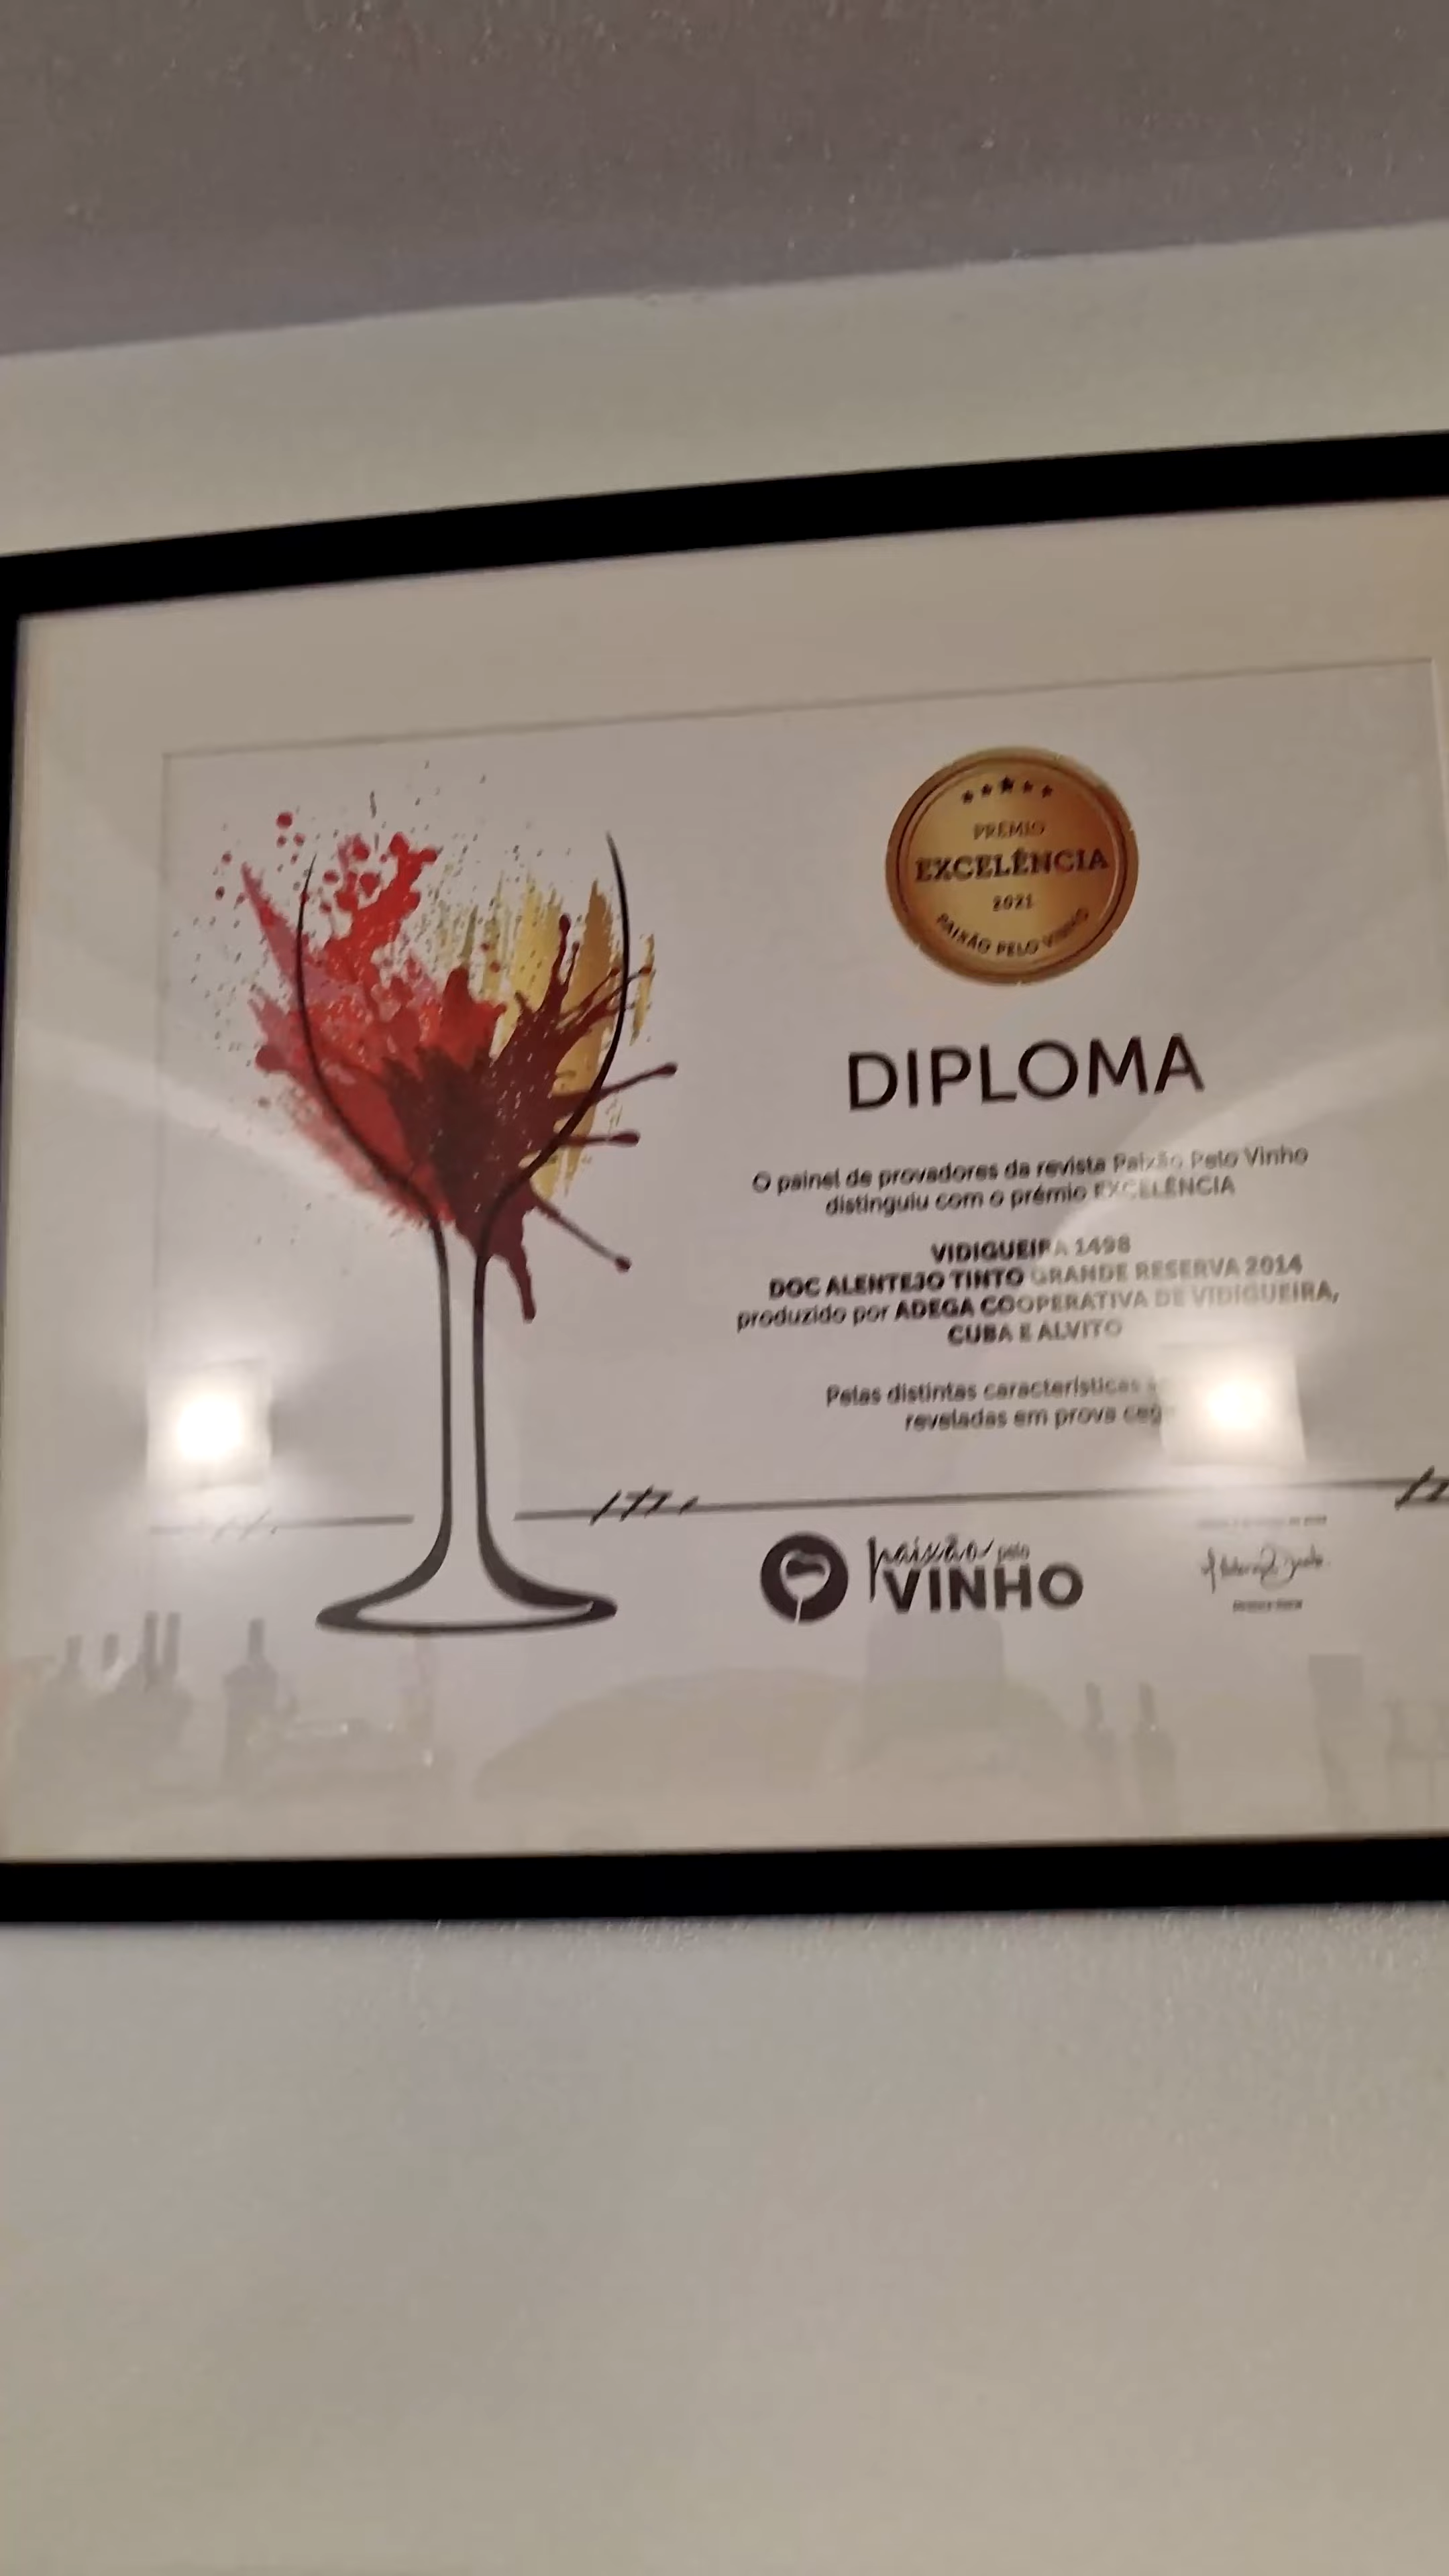 PRÉMIO
EXCELÊNCIA
2021
PAIXÃO PELO VINHO
DIPLOMA
O painel de provadores da revista Paixão Pelo Vinho
distinguiu com o prémio EXCELÊNCIA
VIDIGUEIRA 1498
DOC ALENTEJO TINTO GRANDE RESERVA 2014
produzido por ADEGA COOPERATIVA DE VIDIGUEIRA,
CUBA E ALVITO
Pelas distintas características
reveladas em prova
paixão pelo
VINHO